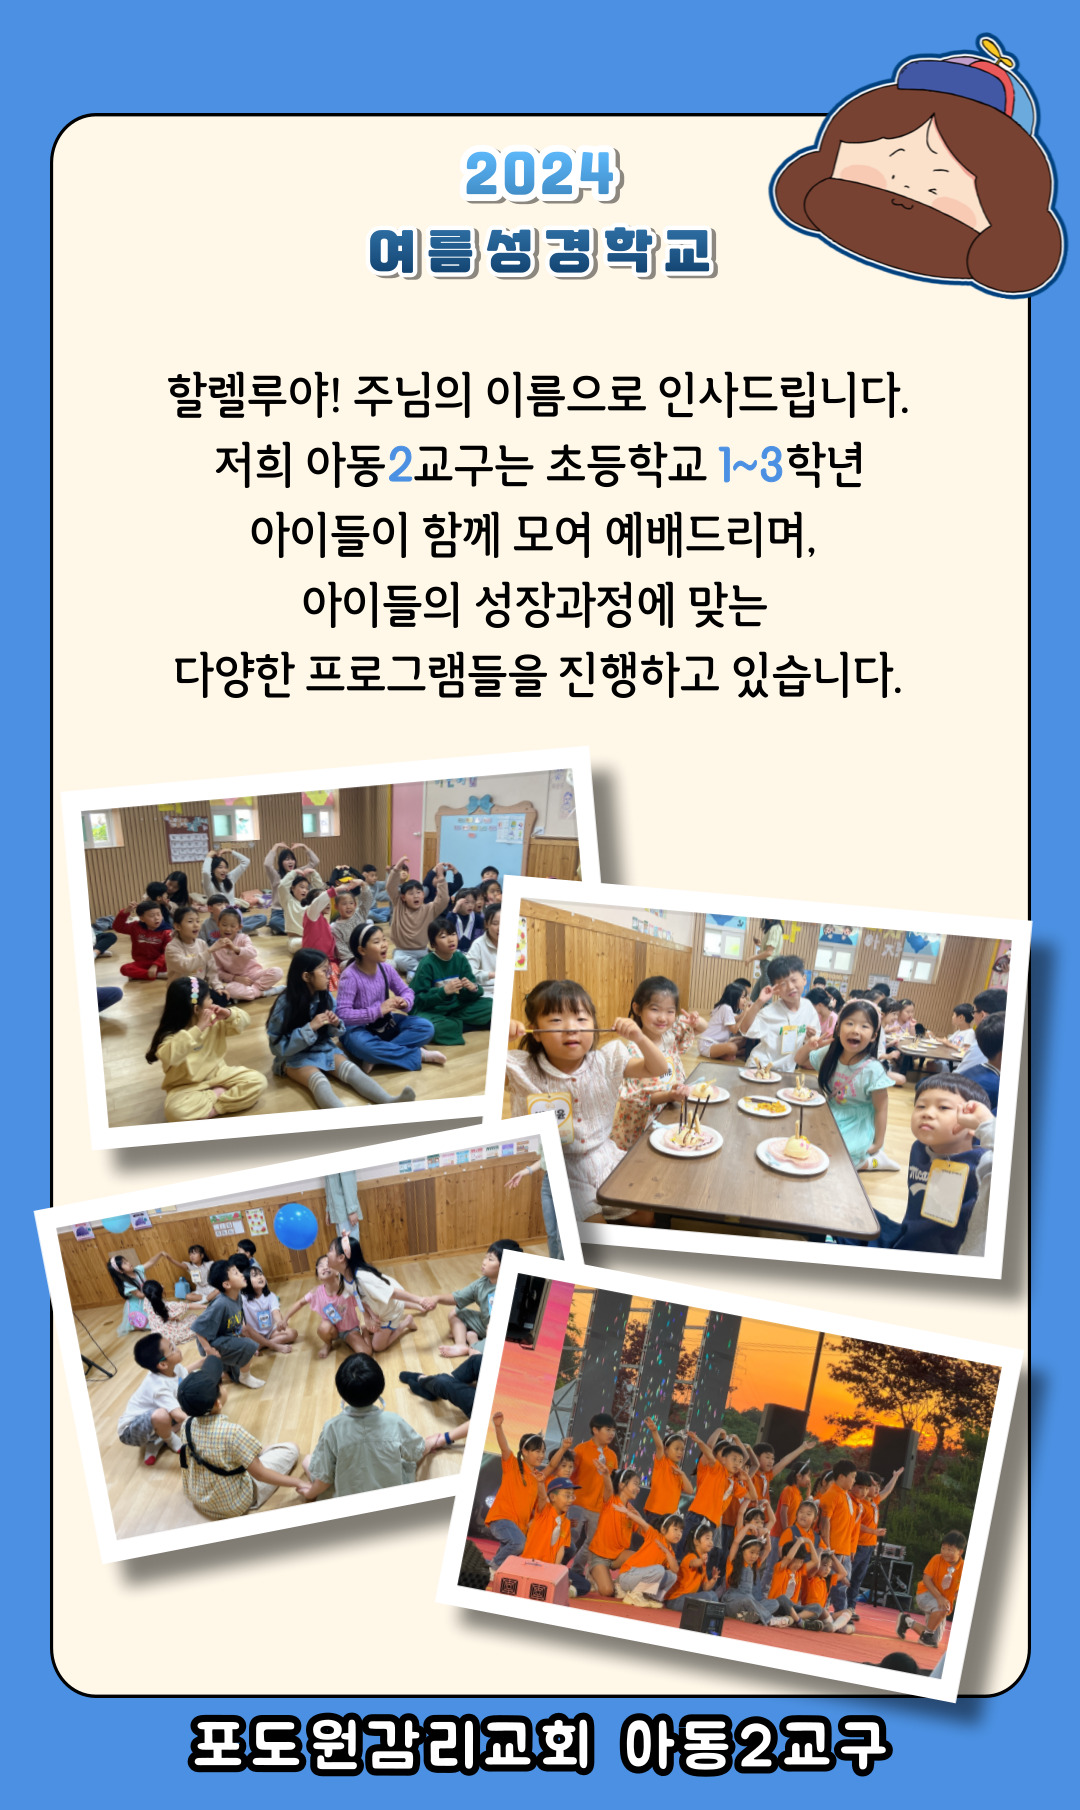 2024
여름성경학교
할렐루야! 주님의 이름으로 인사드립니다.
저희 아동2교구는 초등학교 1~3학년
아이들이 함께 모여 예배드리며,
아이들의 성장과정에 맞는
다양한 프로그램들을 진행하고 있습니다.
포도원감리교회 아동2교구